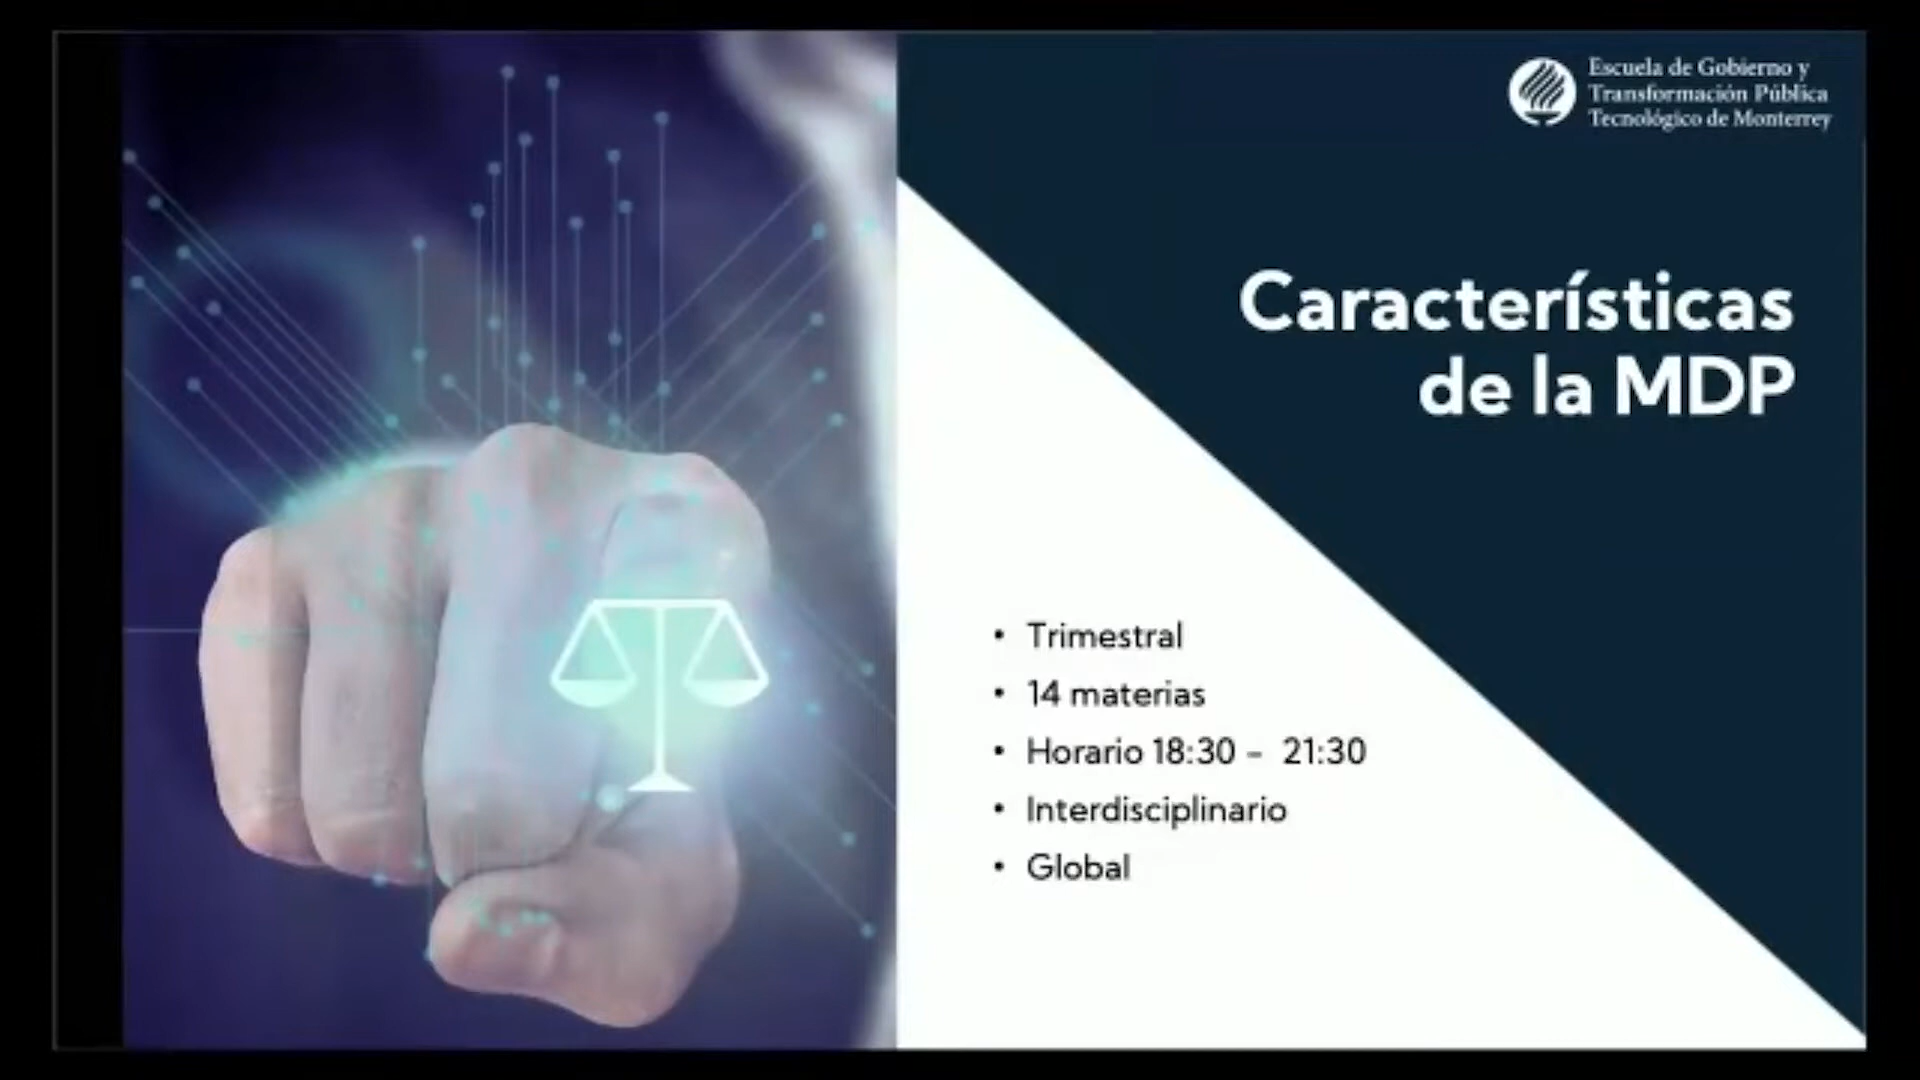 Escuela de Gobierno y
Transformación Pública
Tecnológico de Monterrey
Características
de la MDP
• Trimestral
• 14 materias
• Horario 18:30 - 21:30
• Interdisciplinario
• Global